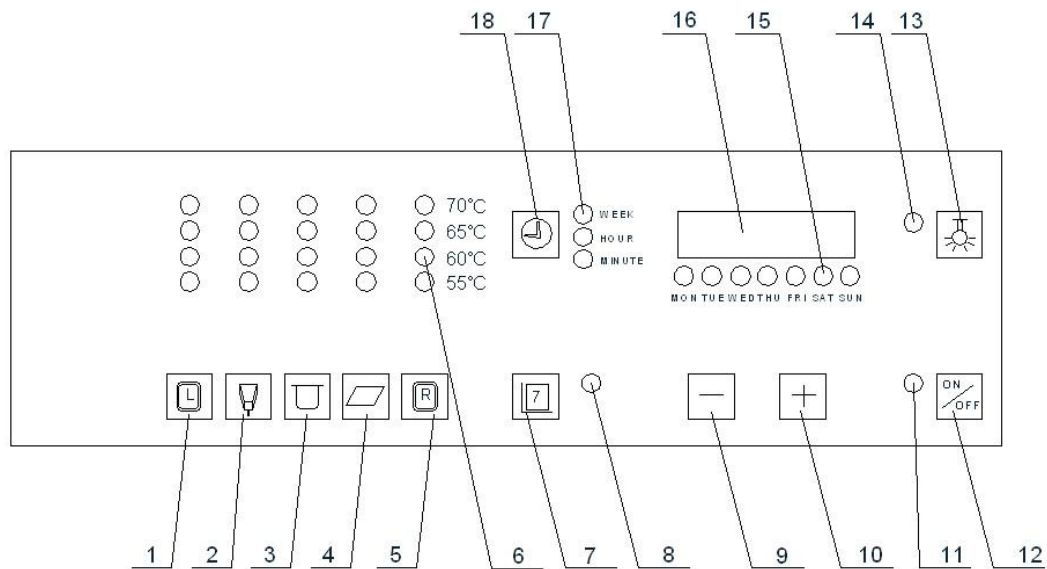 18 17 16 15 14 13
70°C
65°C
60°C
55°C
WEEK
HOUR
MINUTE
MON TUE WED THU FRI SAT SUN
L
R
7
ON
OFF
1 2 3 4 5 6 7 8 9 10 11 12